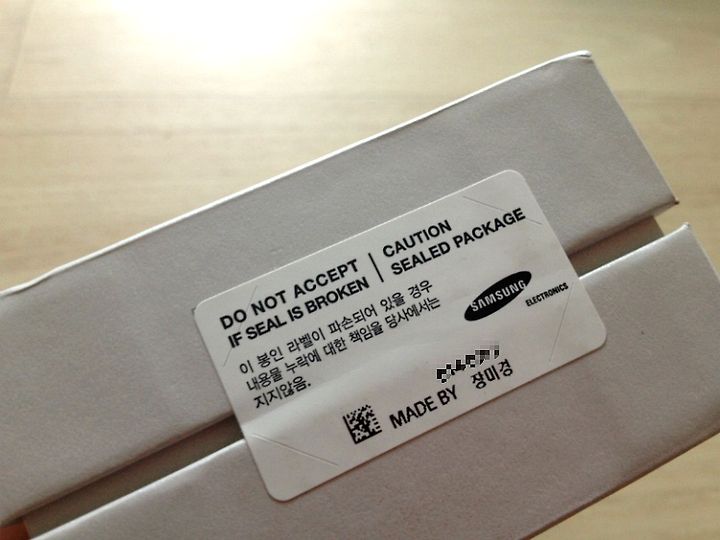 DO NOT ACCEPT
IF SEAL IS BROKEN
CAUTION
SEALED PACKAGE
이 봉인 라벨이 파손되어 있을 경우
내용물 누락에 대한 책임을 당사에서는
지지않음.
SAMSUNG
ELECTRONICS
MADE BY 장미경